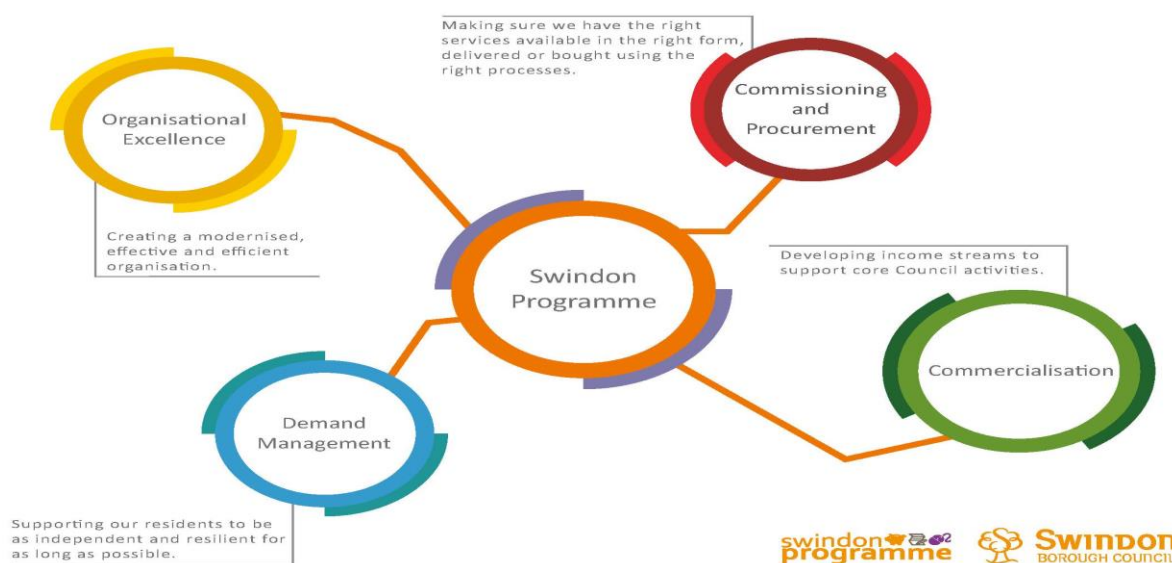 Making sure we have the right
services available in the right form,
delivered or bought using the
right processes.
Commissioning
and
Procurement
Organisational
Excellence
Creating a modernised,
effective and efficient
organisation.
Swindon
Programme
Developing income streams to
support core Council activities.
Commercialisation
Demand
Management
Supporting our residents to be
as independent and resilient for
as long as possible.
swindon
programme
SWINDON
BOROUGH COUNCIL